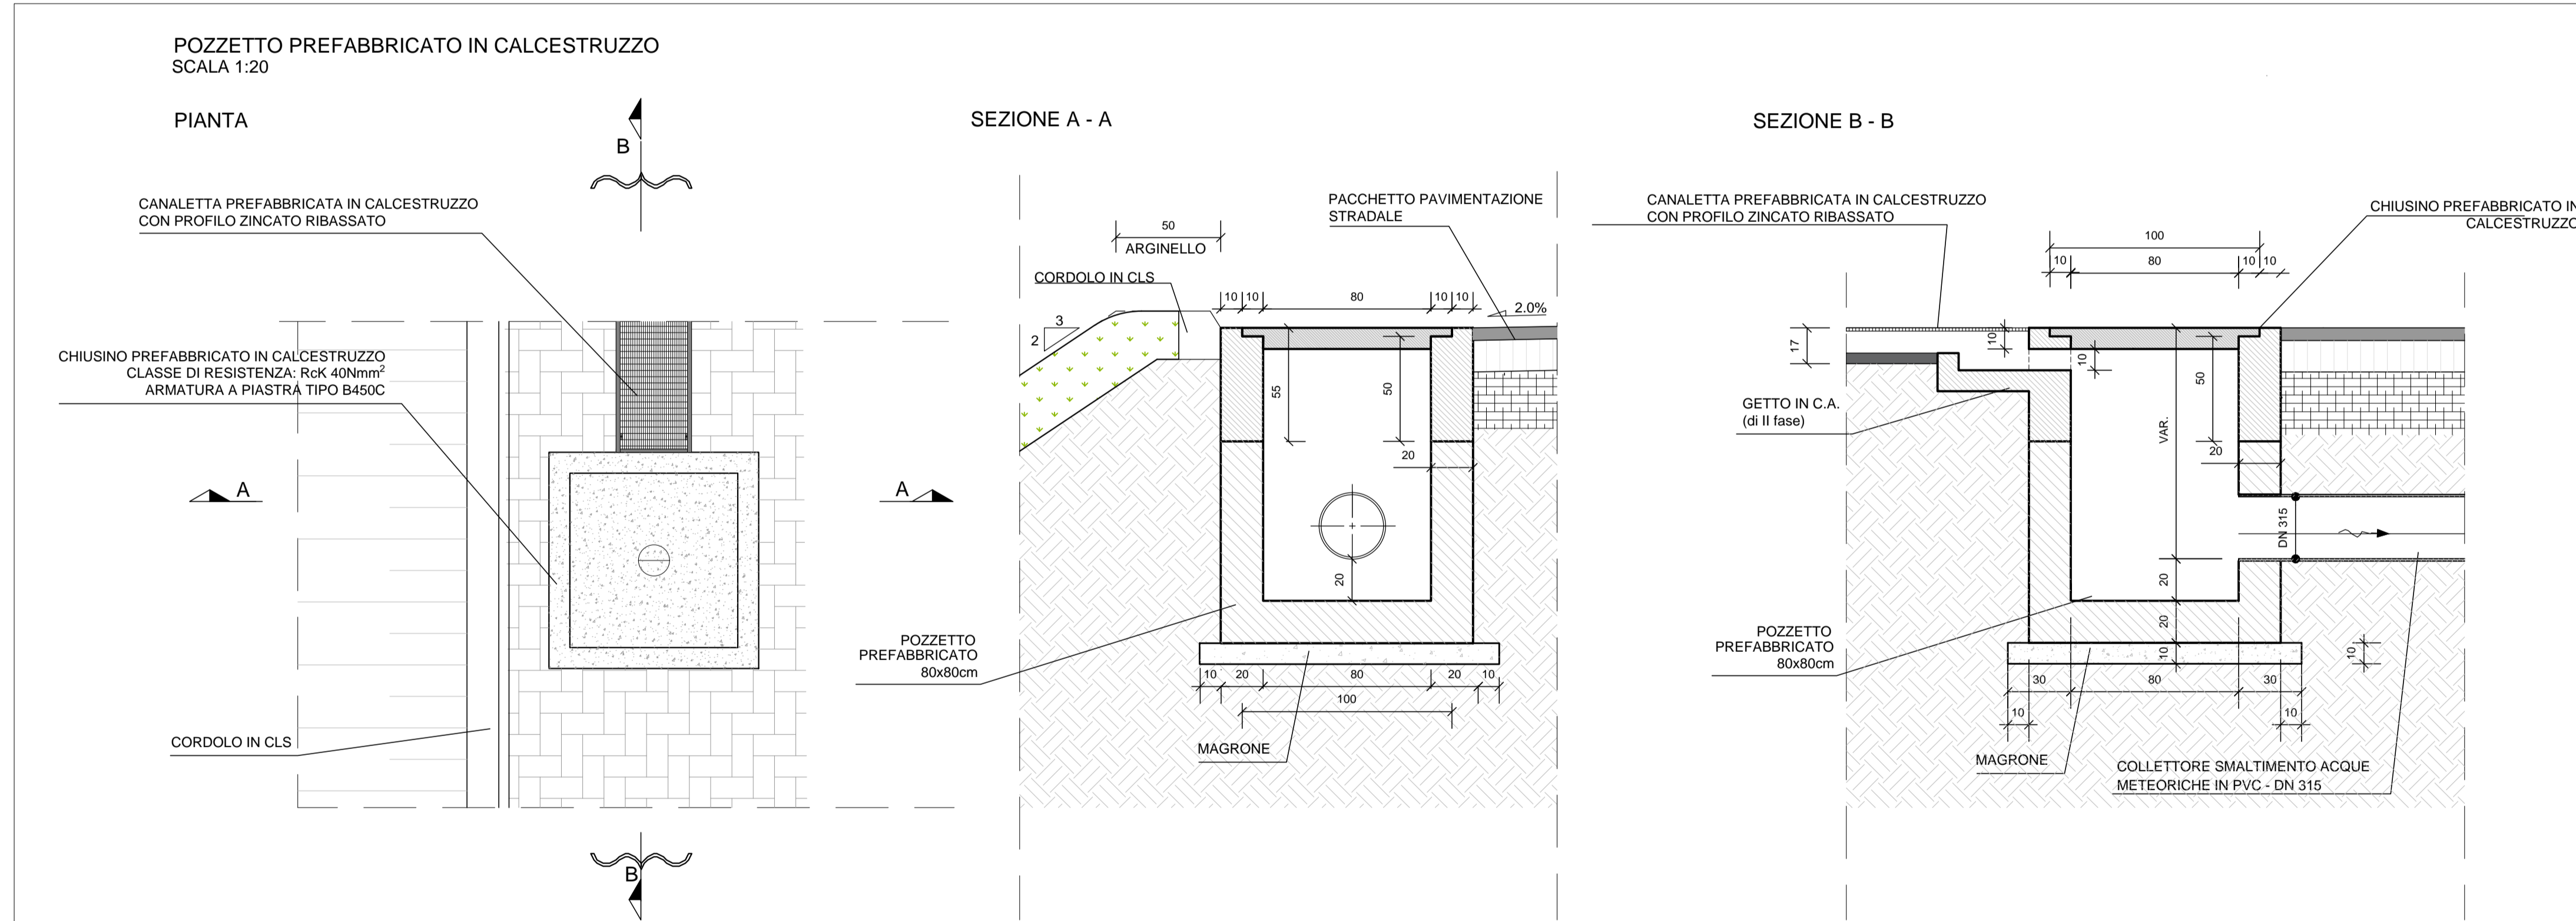 POZZETTO PREFABBRICATO IN CALCESTRUZZO
SCALA 1:20
PIANTA
B
CANALETTA PREFABBRICATA IN CALCESTRUZZO
CON PROFILO ZINCATO RIBASSATO
CHIUSINO PREFABBRICATO IN CALCESTRUZZO
CLASSE DI RESISTENZA: RcK 40Nmm²
ARMATURA A PIASTRA TIPO B450C
A
A
CORDOLO IN CLS
B
SEZIONE A - A
50
ARGINELLO
CORDOLO IN CLS
PACCHETTO PAVIMENTAZIONE
STRADALE
10 10 80 10 10
2.0%
3
2
55
50
20
20
POZZETTO
PREFABBRICATO
80x80cm
10 20 80 20 10
100
MAGRONE
SEZIONE B - B
CANALETTA PREFABBRICATA IN CALCESTRUZZO
CON PROFILO ZINCATO RIBASSATO
CHIUSINO PREFABBRICATO IN
CALCESTRUZZO
100
10 80 10 10
17
10
10
50
GETTO IN C.A.
(di II fase)
VAR.
20
DN 315
20
20
10
10
POZZETTO
PREFABBRICATO
80x80cm
30 80 30
10 10
MAGRONE
COLLETTORE SMALTIMENTO ACQUE
METEORICHE IN PVC - DN 315